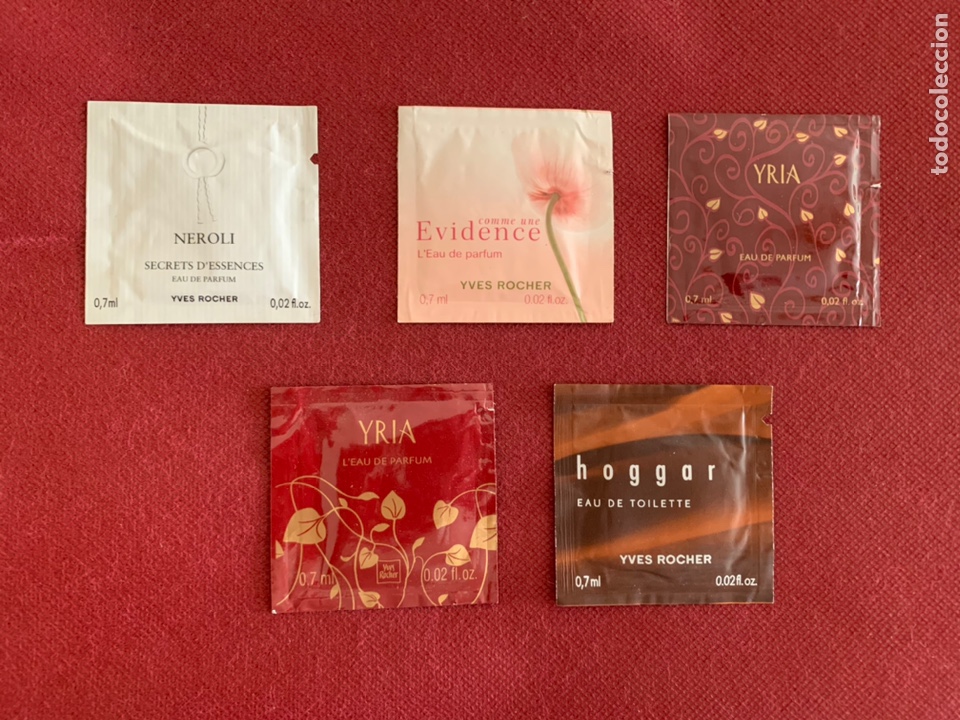 NEROLI
SECRETS D'ESSENCES
EAU DE PARFUM
YVES ROCHER
0,7ml 0,02 fl.oz.
comme une
Evidence
L'Eau de parfum
YVES ROCHER
0,7 ml 0.02 fl.oz.
YRIA
EAU DE PARFUM
0,7 ml 0,02 fl.oz.
YRIA
L'EAU DE PARFUM
Yves
Rocher
0.7 ml 0.02 fl.oz.
hoggar
EAU DE TOILETTE
YVES ROCHER
0,7ml 0.02fl.oz.
todocoleccion